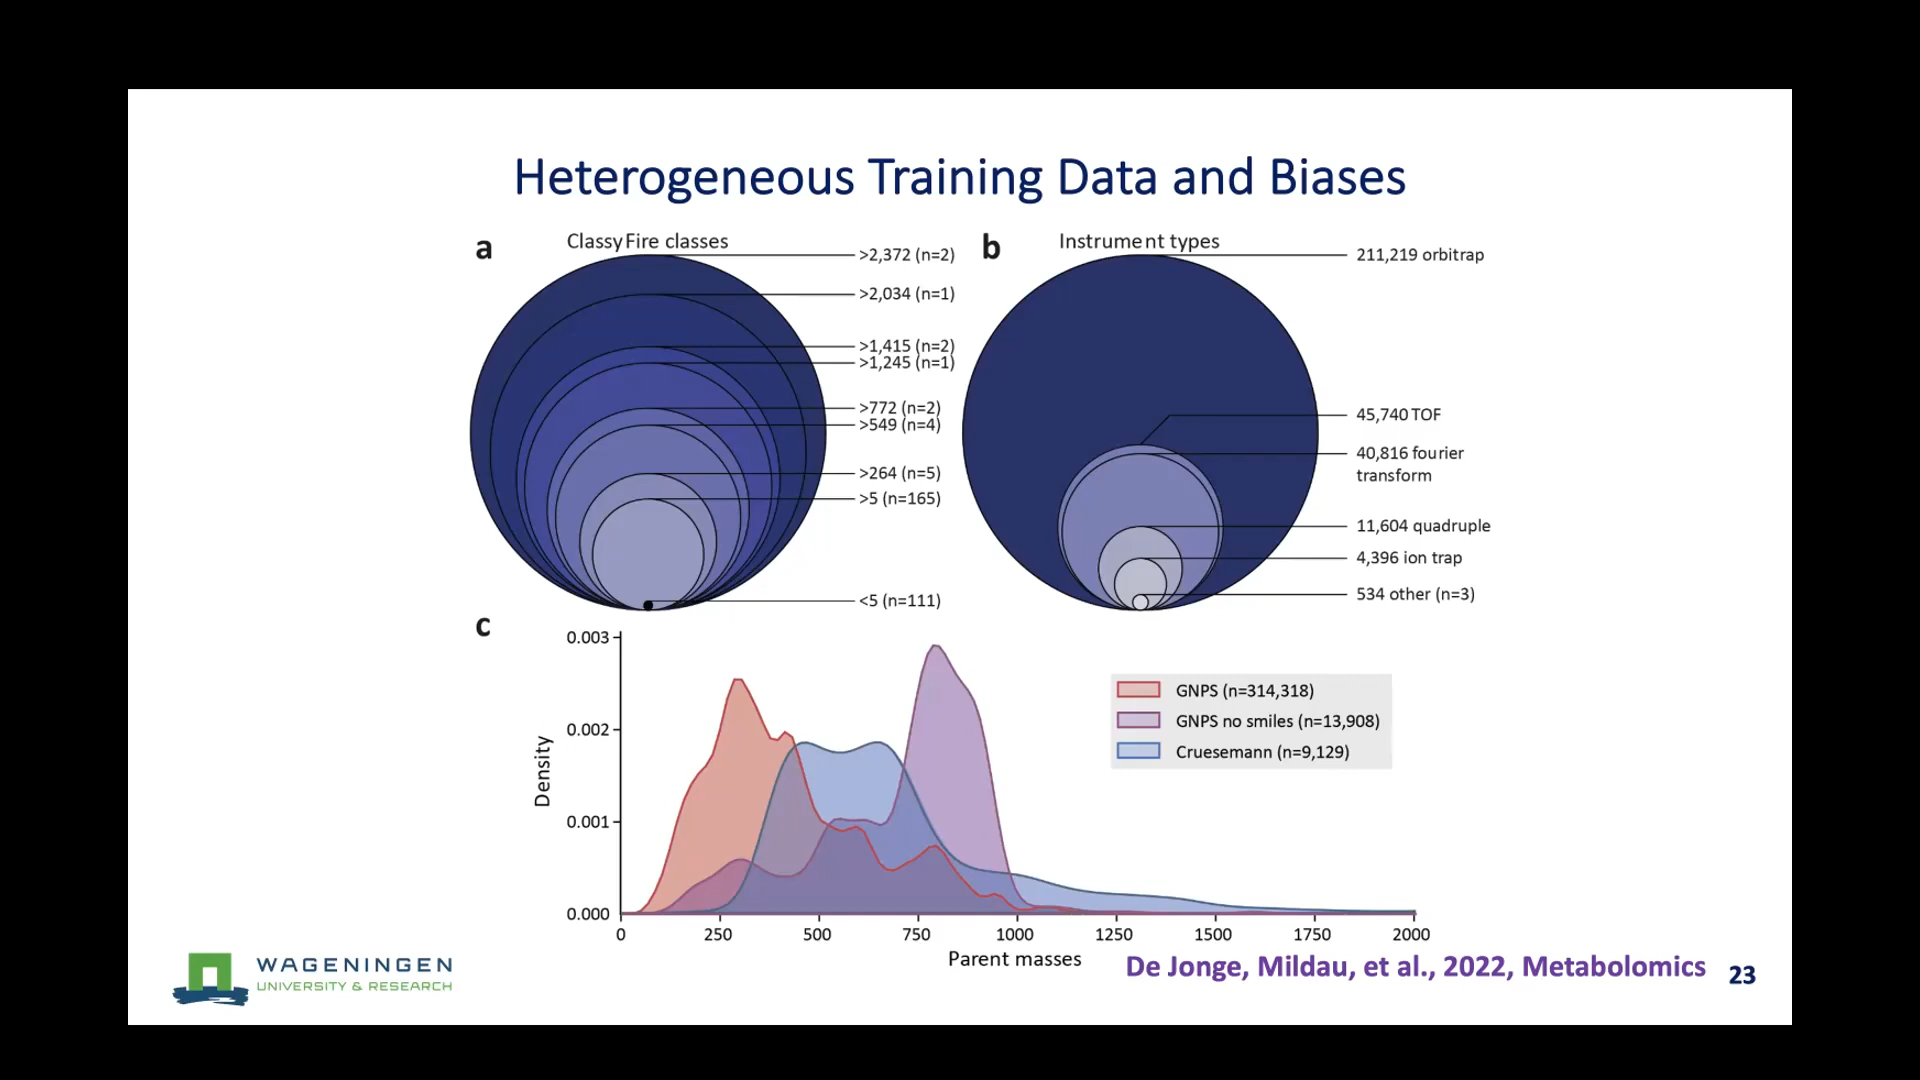 Heterogeneous Training Data and Biases
a
ClassyFire classes
>2,372 (n=2)
>2,034 (n=1)
>1,415 (n=2)
>1,245 (n=1)
>772 (n=2)
>549 (n=4)
>264 (n=5)
>5 (n=165)
<5 (n=111)
b
Instrument types
211,219 orbitrap
45,740 TOF
40,816 fourier
transform
11,604 quadruple
4,396 ion trap
534 other (n=3)
c
0.003
0.002
0.001
0.000
Density
GNPS (n=314,318)
GNPS no smiles (n=13,908)
Cruesemann (n=9,129)
0 250 500 750 1000 1250 1500 1750 2000
Parent masses
WAGENINGEN
UNIVERSITY & RESEARCH
De Jonge, Mildau, et al., 2022, Metabolomics
23